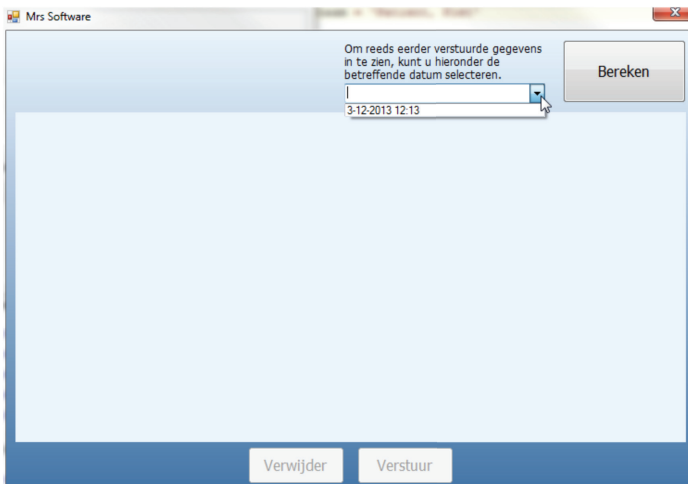 Mrs Software
Om reeds eerder verstuurde gegevens
in te zien, kunt u hieronder de
betreffende datum selecteren.
Bereken
3-12-2013 12:13
Verwijder
Verstuur